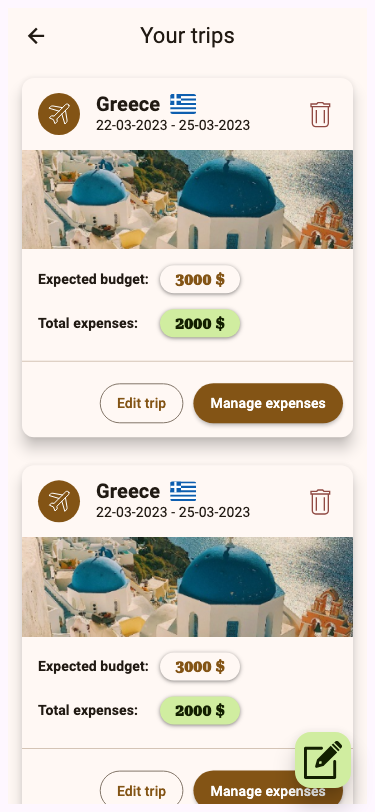 Your trips
Greece
22-03-2023 - 25-03-2023
Expected budget: 3000 $
Total expenses: 2000 $
Edit trip Manage expenses
Greece
22-03-2023 - 25-03-2023
Expected budget: 3000 $
Total expenses: 2000 $
Edit trip Manage expenses